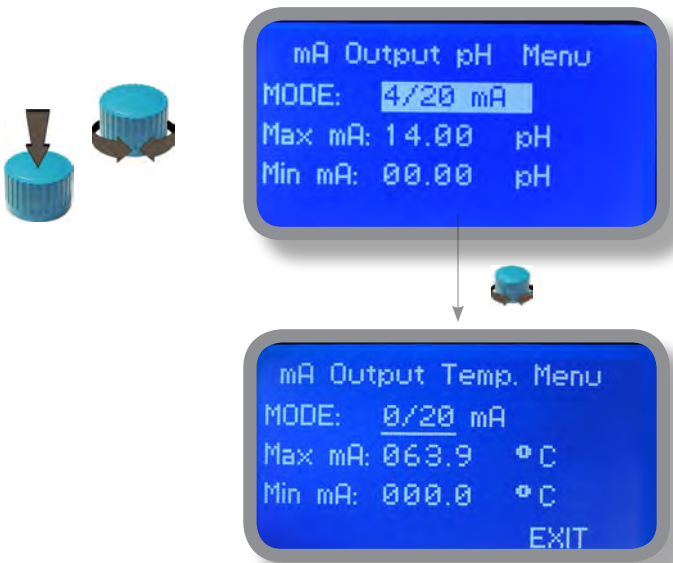 mA Output pH Menu
MODE: 4/20 mA
Max mA: 14.00 pH
Min mA: 00.00 pH
mA Output Temp. Menu
MODE: 0/20 mA
Max mA: 063.9 °C
Min mA: 000.0 °C
EXIT